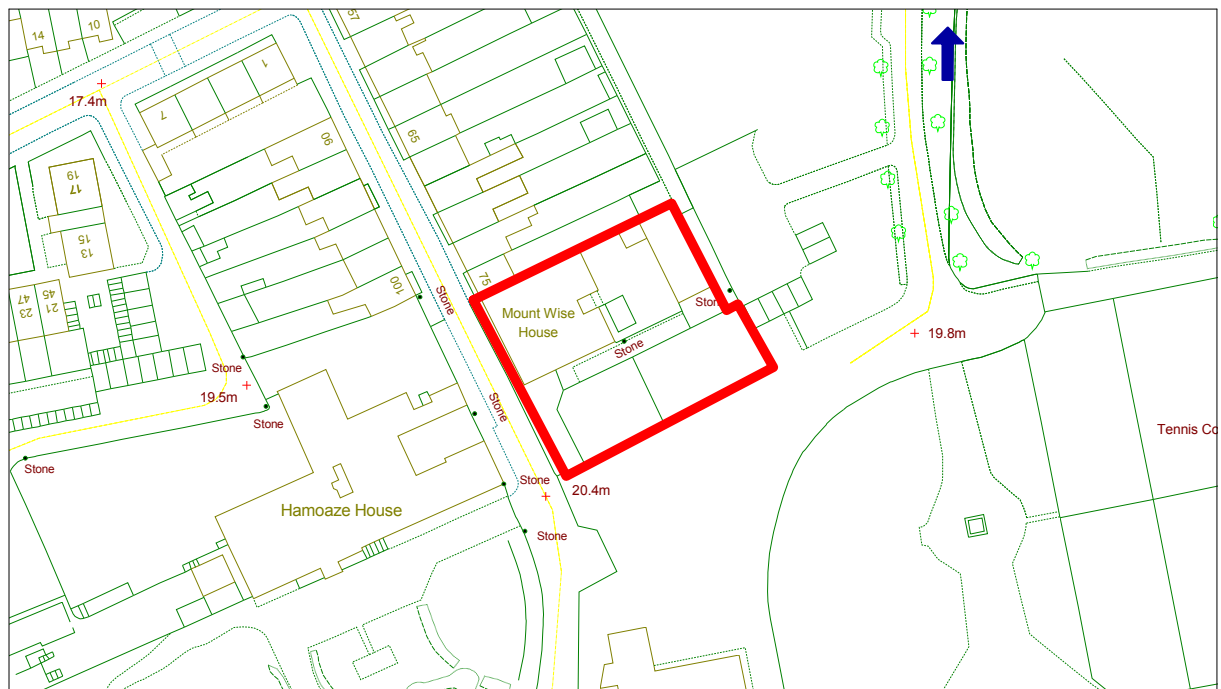 14
10
57
1
7
17.4m
65
90
19
17
15
13
75
100
Stone
Stone
Mount Wise
House
Stone
19.8m
47
23
45
21
Stone
19.5m
Stone
Stone
Tennis Co
Stone
Stone
20.4m
Hamoaze House
Stone